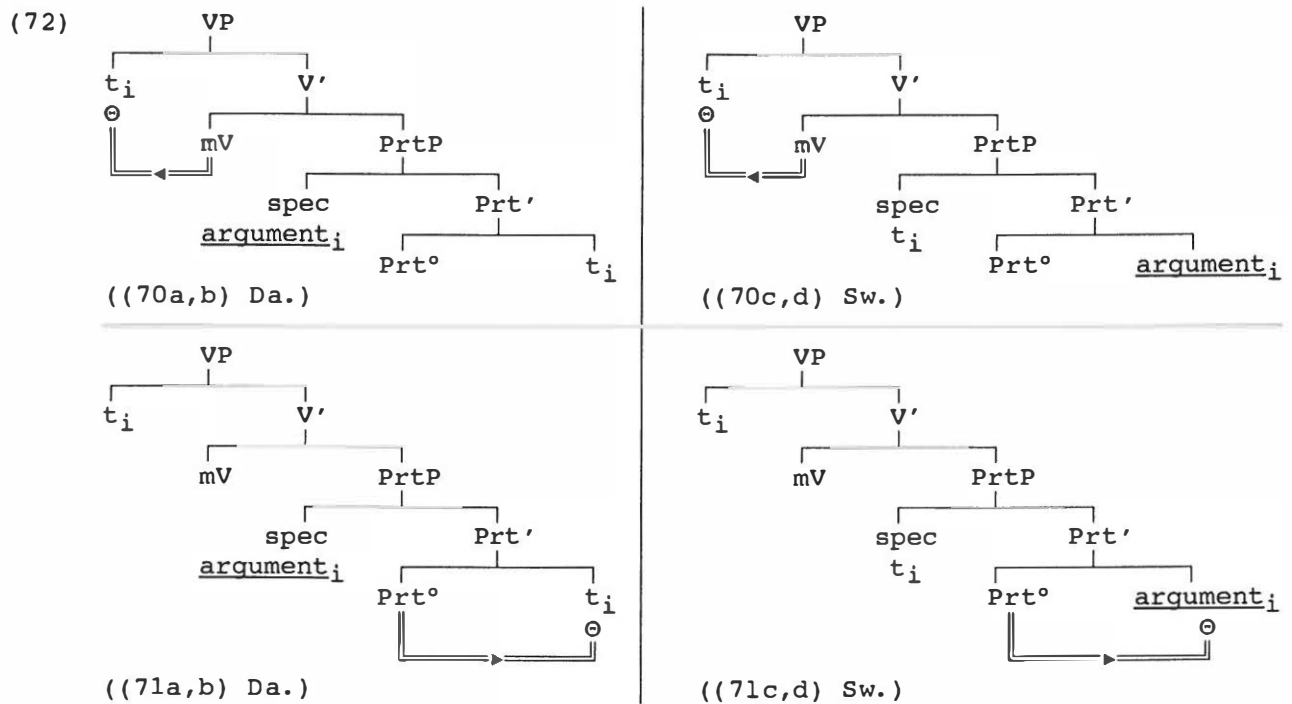 (72)
VP
t_i V'
Θ
mV PrtP
spec Prt'
argument_i
Prt° t_i
((70a,b) Da.)
VP
t_i V'
Θ
mV PrtP
spec Prt'
t_i
Prt° argument_i
((70c,d) Sw.)
VP
t_i V'
mV PrtP
spec Prt'
argument_i
Prt° t_i
Θ
((71a,b) Da.)
VP
t_i V'
mV PrtP
spec Prt'
t_i
Prt° argument_i
Θ
((71c,d) Sw.)